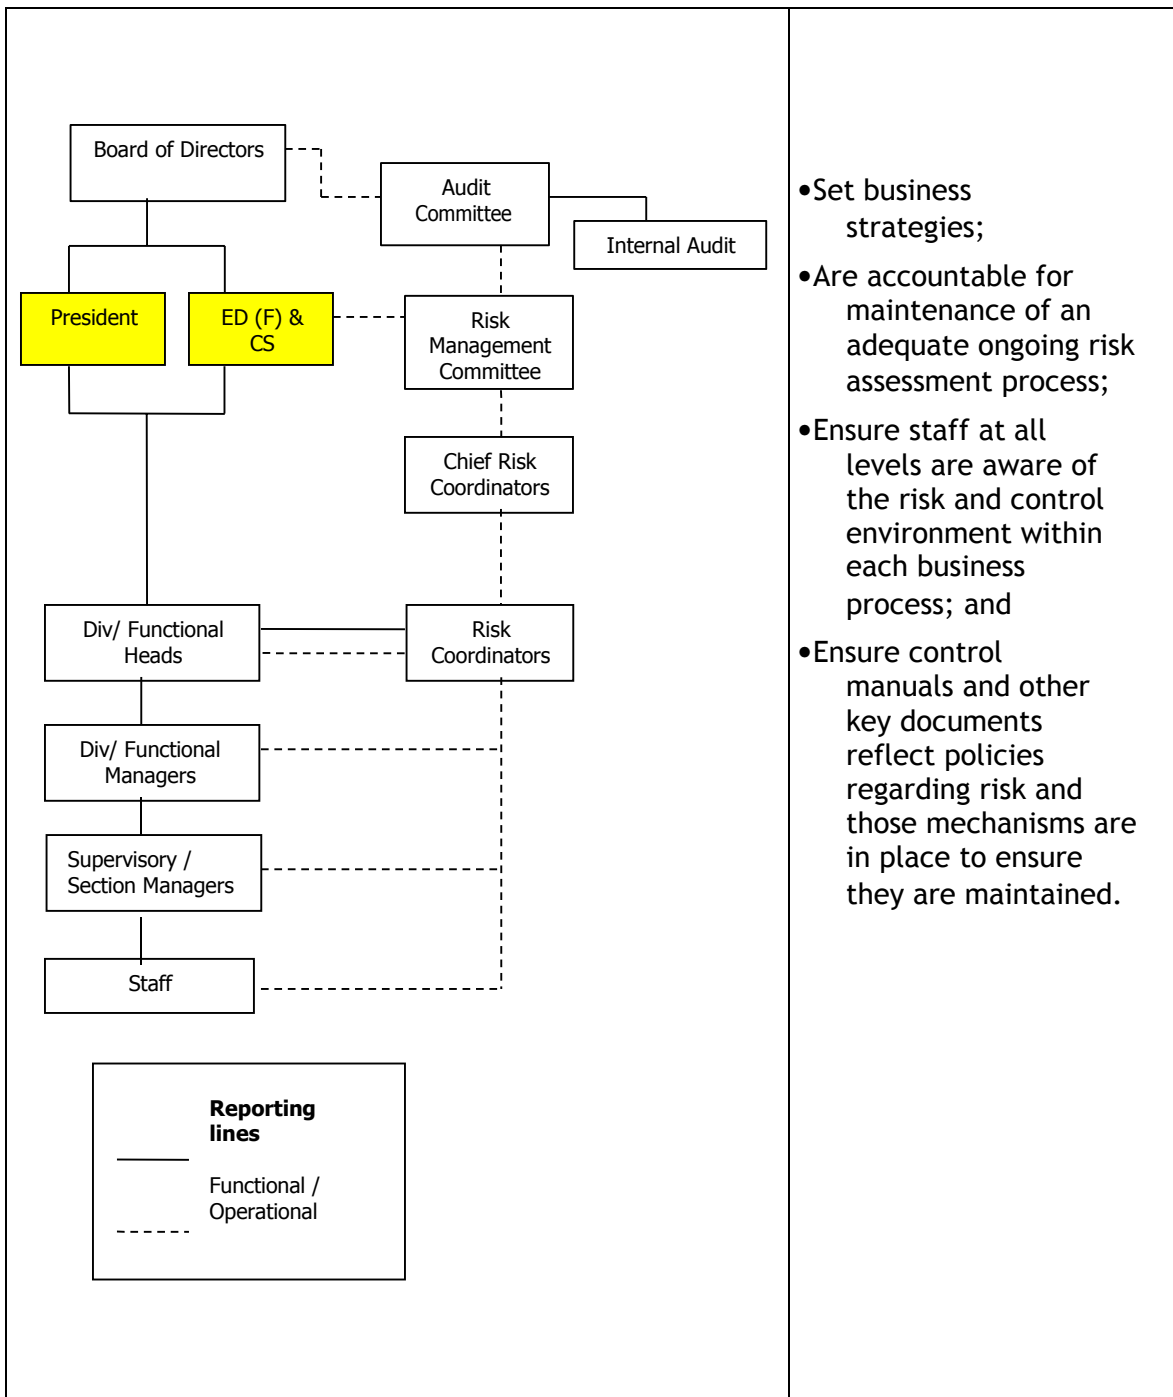 Board of Directors
Audit
Committee
Internal Audit
President
ED (F) &
CS
Risk
Management
Committee
Chief Risk
Coordinators
Div/ Functional
Heads
Risk
Coordinators
Div/ Functional
Managers
Supervisory /
Section Managers
Staff
Reporting
lines
Functional /
Operational
•Set business
strategies;
•Are accountable for
maintenance of an
adequate ongoing risk
assessment process;
•Ensure staff at all
levels are aware of
the risk and control
environment within
each business
process; and
•Ensure control
manuals and other
key documents
reflect policies
regarding risk and
those mechanisms are
in place to ensure
they are maintained.